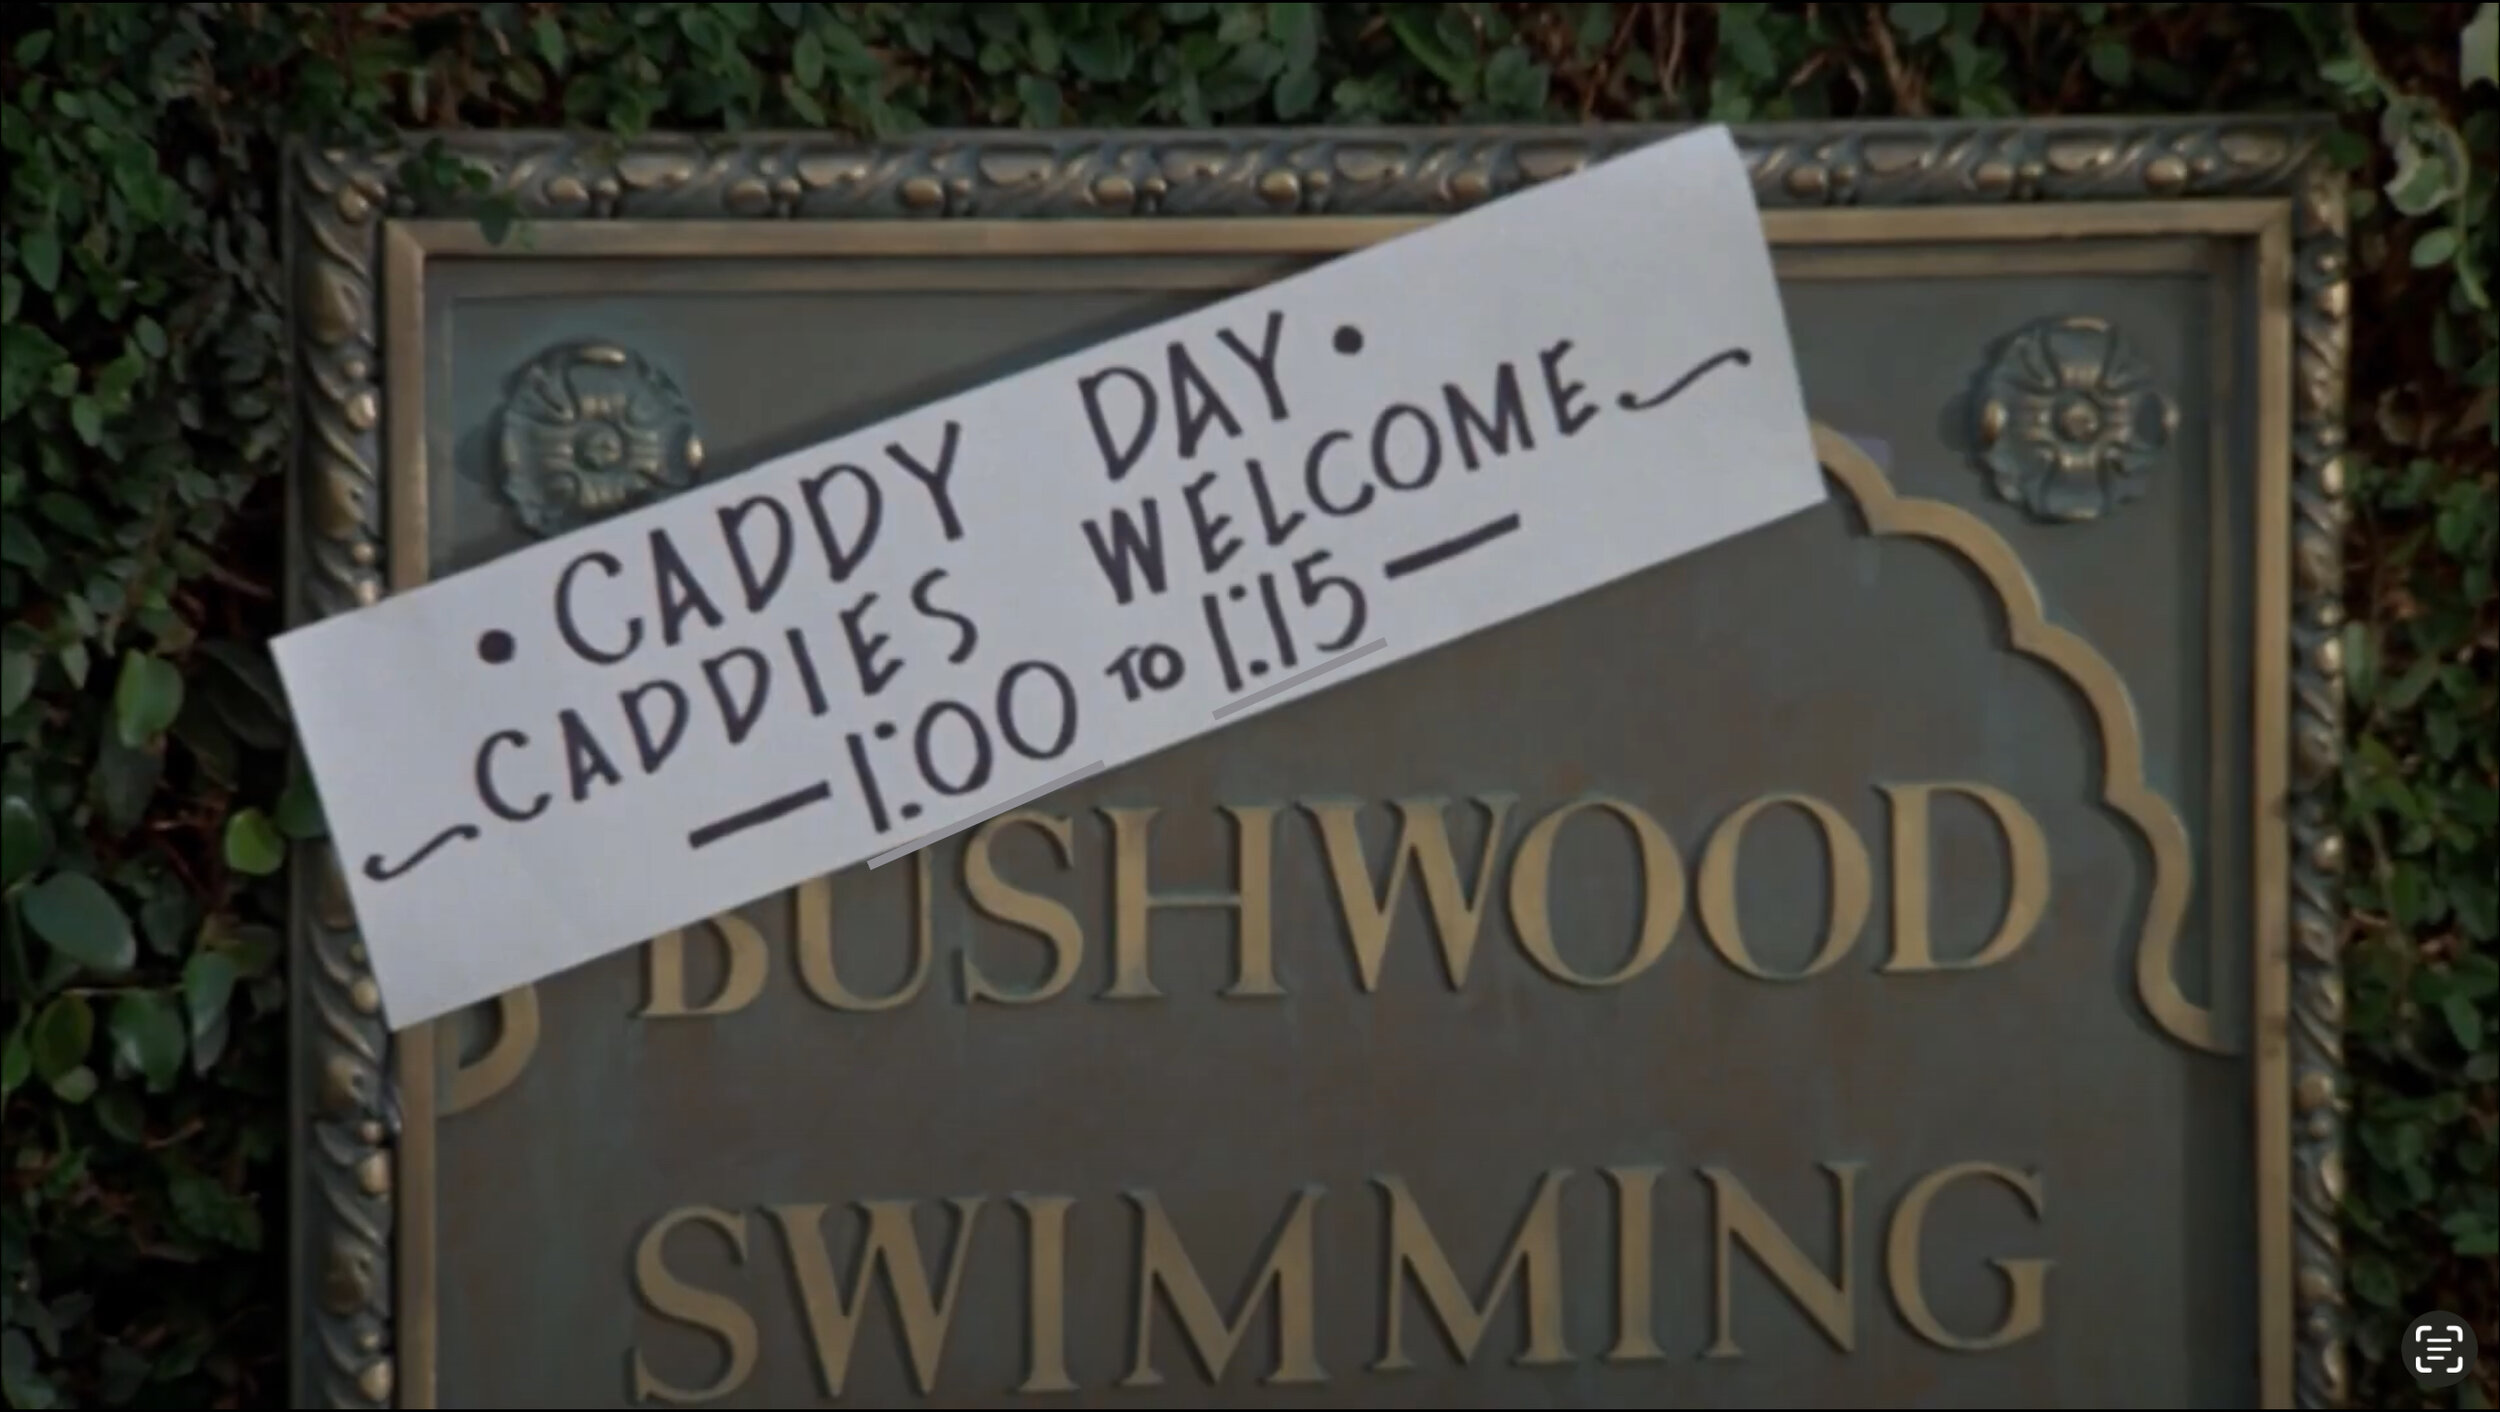 • CADDY DAY •
CADDIES WELCOME
— 1:00 TO 1:15 —
BUSHWOOD
SWIMMING